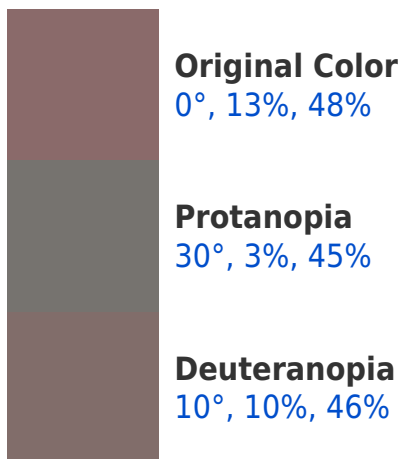 Original Color
0°, 13%, 48%
Protanopia
30°, 3%, 45%
Deuteranopia
10°, 10%, 46%